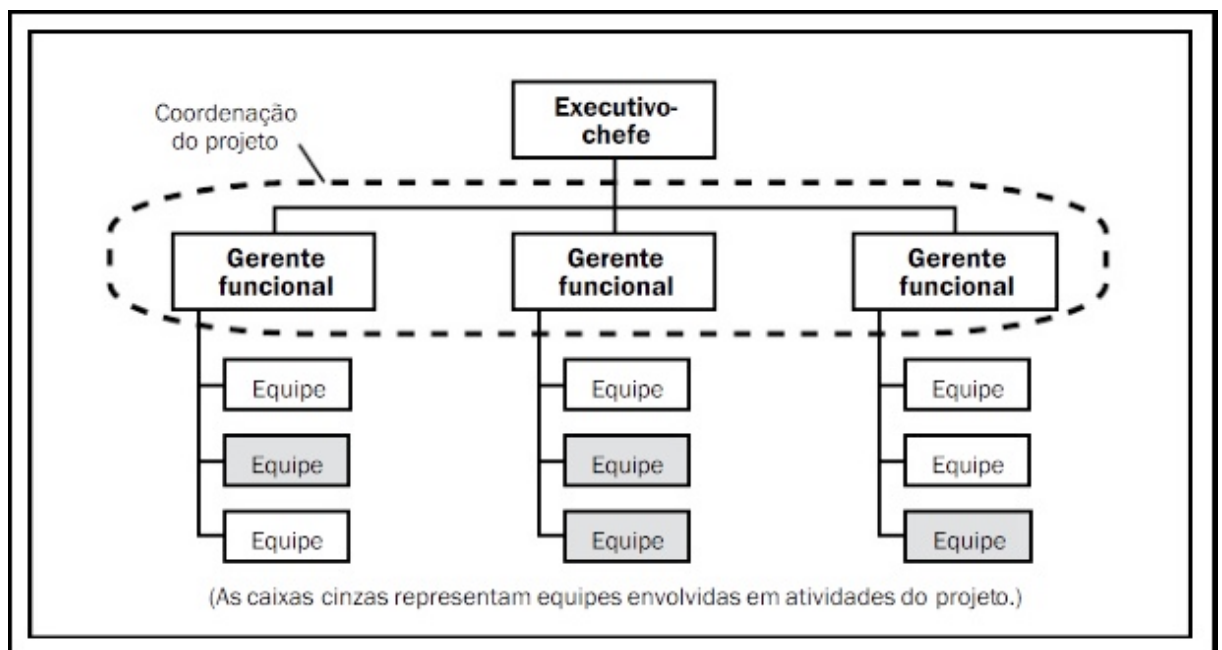 Executivo-
chefe
Coordenação
do projeto
Gerente
funcional
Gerente
funcional
Gerente
funcional
Equipe
Equipe
Equipe
Equipe
Equipe
Equipe
Equipe
Equipe
Equipe
(As caixas cinzas representam equipes envolvidas em atividades do projeto.)